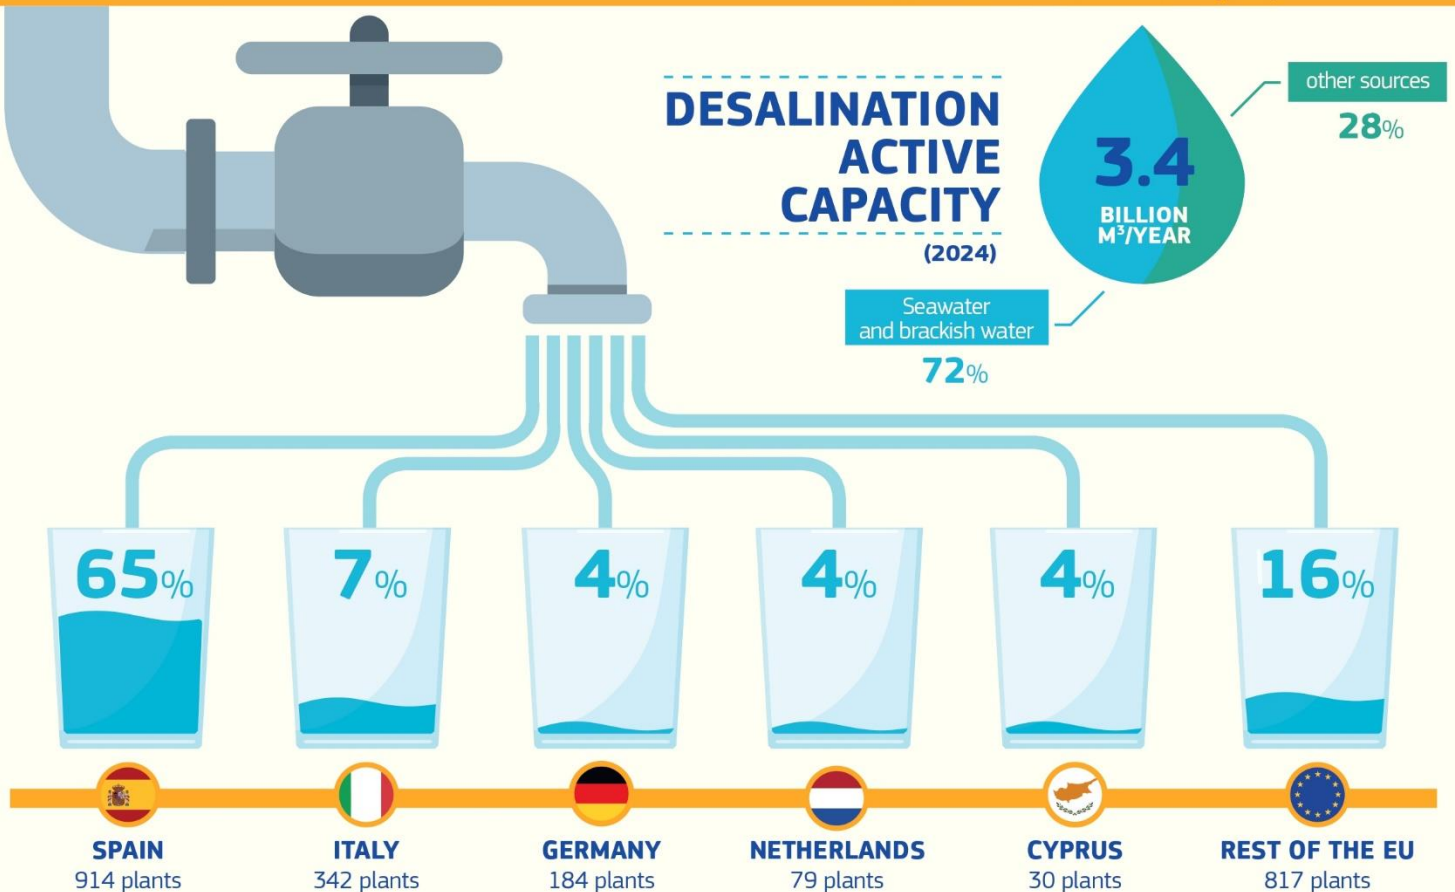 DESALINATION
ACTIVE
CAPACITY
(2024)
3.4
BILLION
M³/YEAR
other sources
28%
Seawater
and brackish water
72%
65%
7%
4%
4%
4%
16%
SPAIN
914 plants
ITALY
342 plants
GERMANY
184 plants
NETHERLANDS
79 plants
CYPRUS
30 plants
REST OF THE EU
817 plants